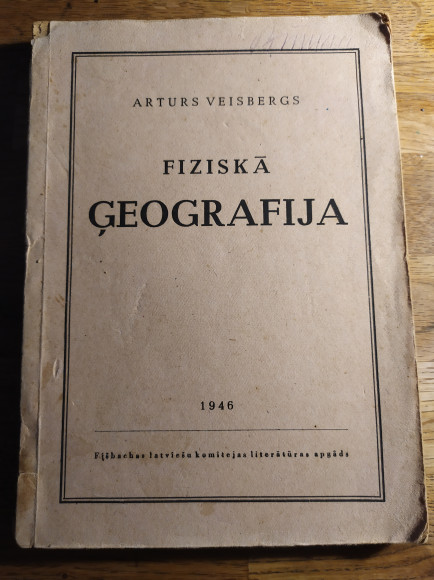 ARTURS VEISBERGS
FIZISKĀ
ĢEOGRAFIJA
1946
Fišbachas latviešu komitejas literātūras apgāds